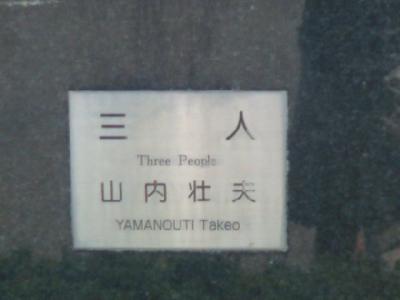 三人
Three People
山内壮夫
YAMANOUTI Takeo